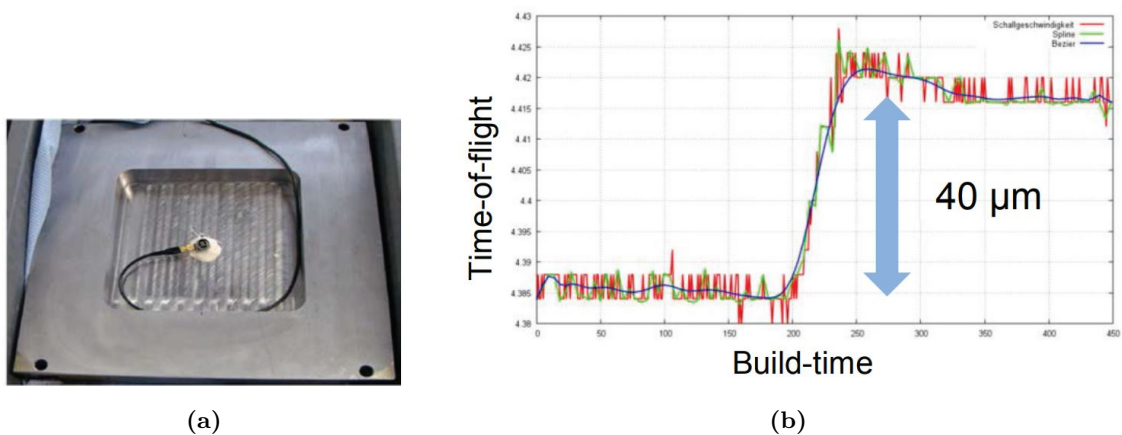 4.43
4.425
4.42
4.415
4.41
4.405
4.4
4.395
4.39
4.385
4.38
0 50 100 150 200 250 300 350 400 450
Schallgeschwindigkeit
Spline
Bezier
Time-of-flight
40 µm
Build-time
(a)
(b)